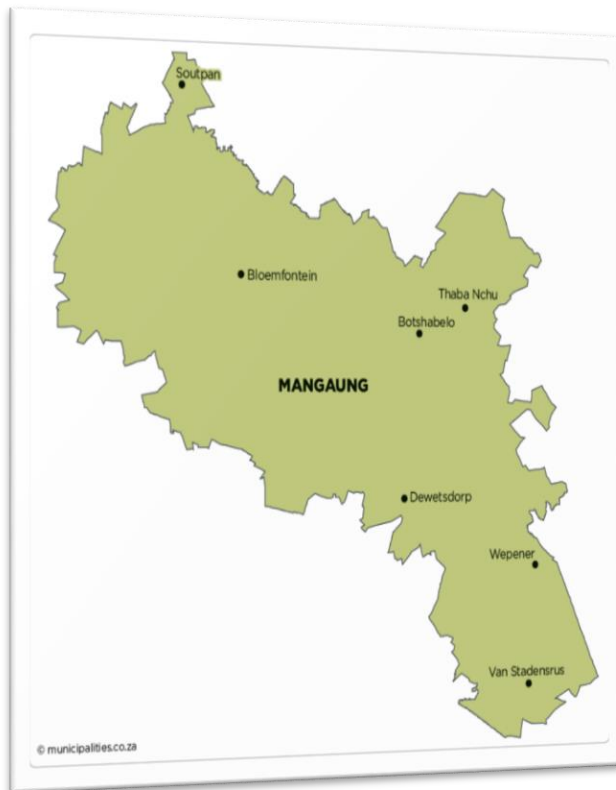 Soutpan
Bloemfontein
Thaba Nchu
Botshabelo
MANGAUNG
Dewetsdorp
Wepener
Van Stadensrus
© municipalities.co.za